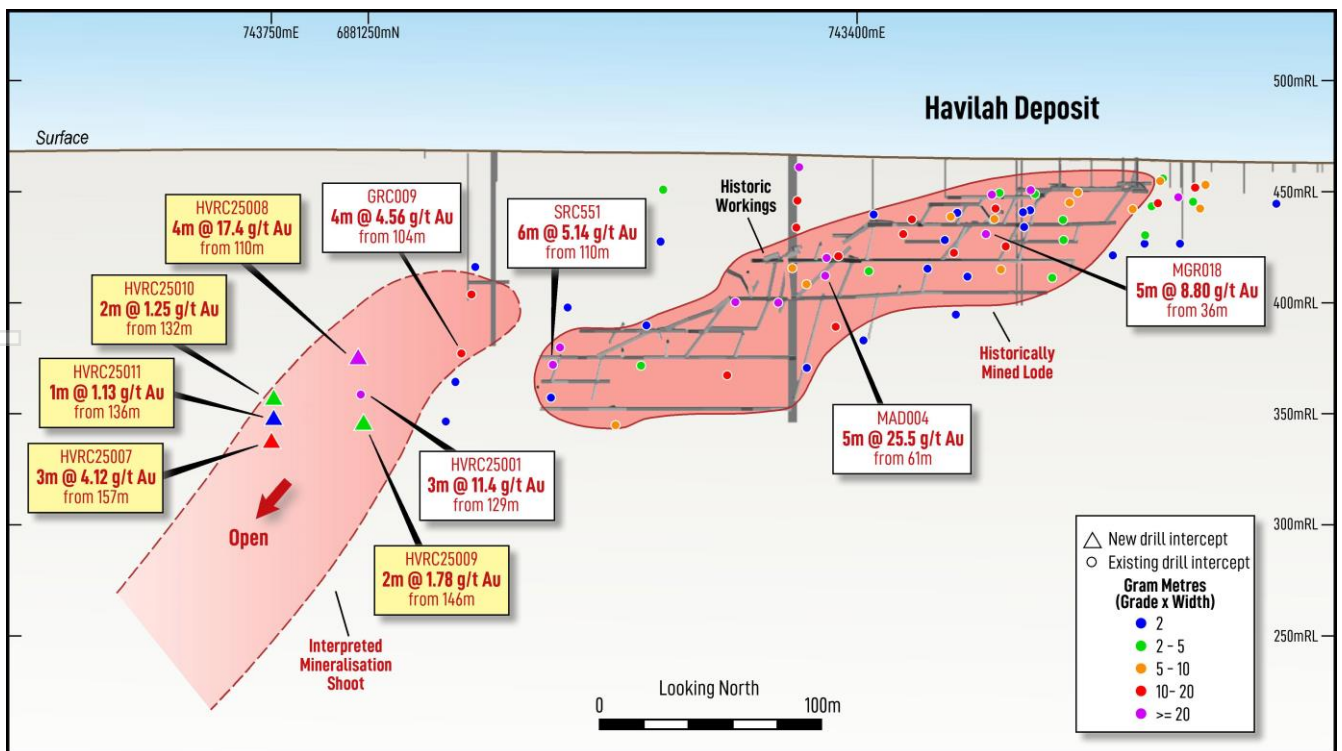 743750mE
6881250mN
743400mE
500mRL
Havilah Deposit
Surface
450mRL
HVRC25008
4m @ 17.4 g/t Au
from 110m
GRC009
4m @ 4.56 g/t Au
from 104m
SRC551
6m @ 5.14 g/t Au
from 110m
Historic
Workings
MGR018
5m @ 8.80 g/t Au
from 36m
HVRC25010
2m @ 1.25 g/t Au
from 132m
400mRL
Historically
Mined Lode
HVRC25011
1m @ 1.13 g/t Au
from 136m
350mRL
MAD004
5m @ 25.5 g/t Au
from 61m
HVRC25007
3m @ 4.12 g/t Au
from 157m
HVRC25001
3m @ 11.4 g/t Au
from 129m
Open
300mRL
HVRC25009
2m @ 1.78 g/t Au
from 146m
Interpreted
Mineralisation
Shoot
250mRL
Looking North
0
100m
New drill intercept
Existing drill intercept
Gram Metres
(Grade x Width)
2
2 - 5
5 - 10
10- 20
>= 20